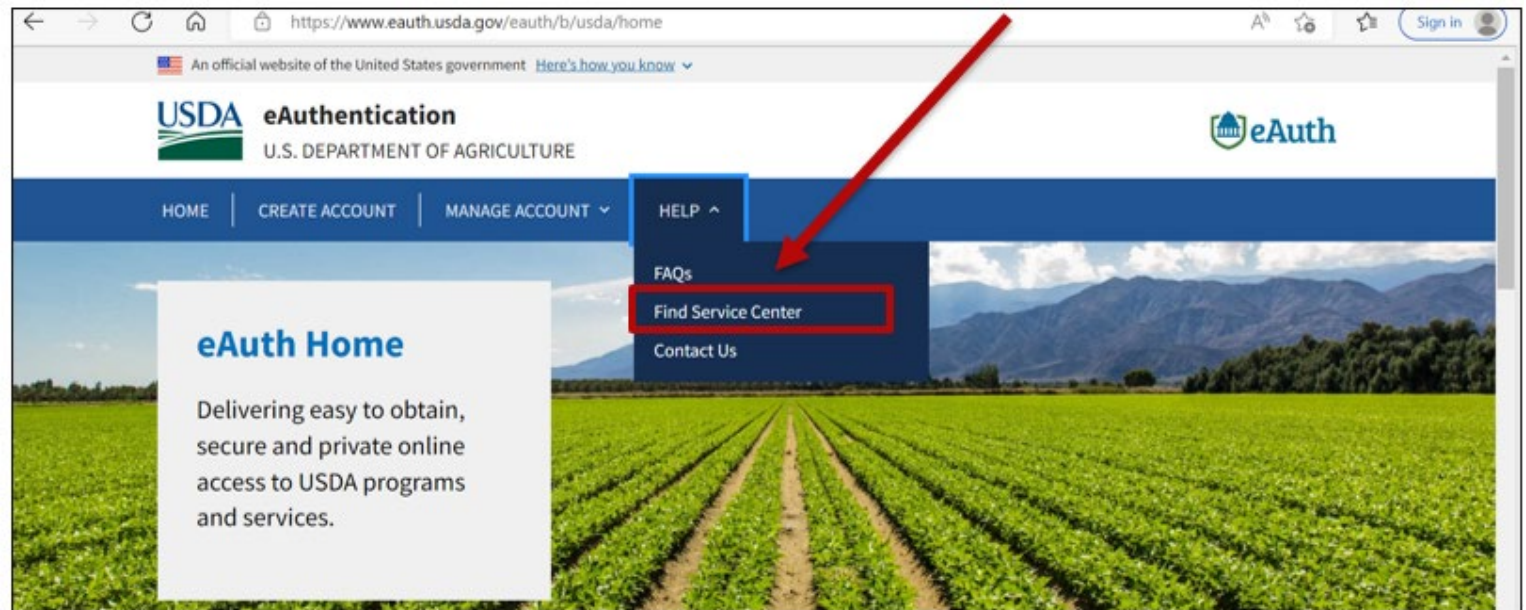 https://www.eauth.usda.gov/eauth/b/usda/home
Sign in
An official website of the United States government Here's how you know
USDA
eAuthentication
U.S. DEPARTMENT OF AGRICULTURE
eAuth
HOME
CREATE ACCOUNT
MANAGE ACCOUNT
HELP
FAQs
Find Service Center
Contact Us
eAuth Home
Delivering easy to obtain,
secure and private online
access to USDA programs
and services.